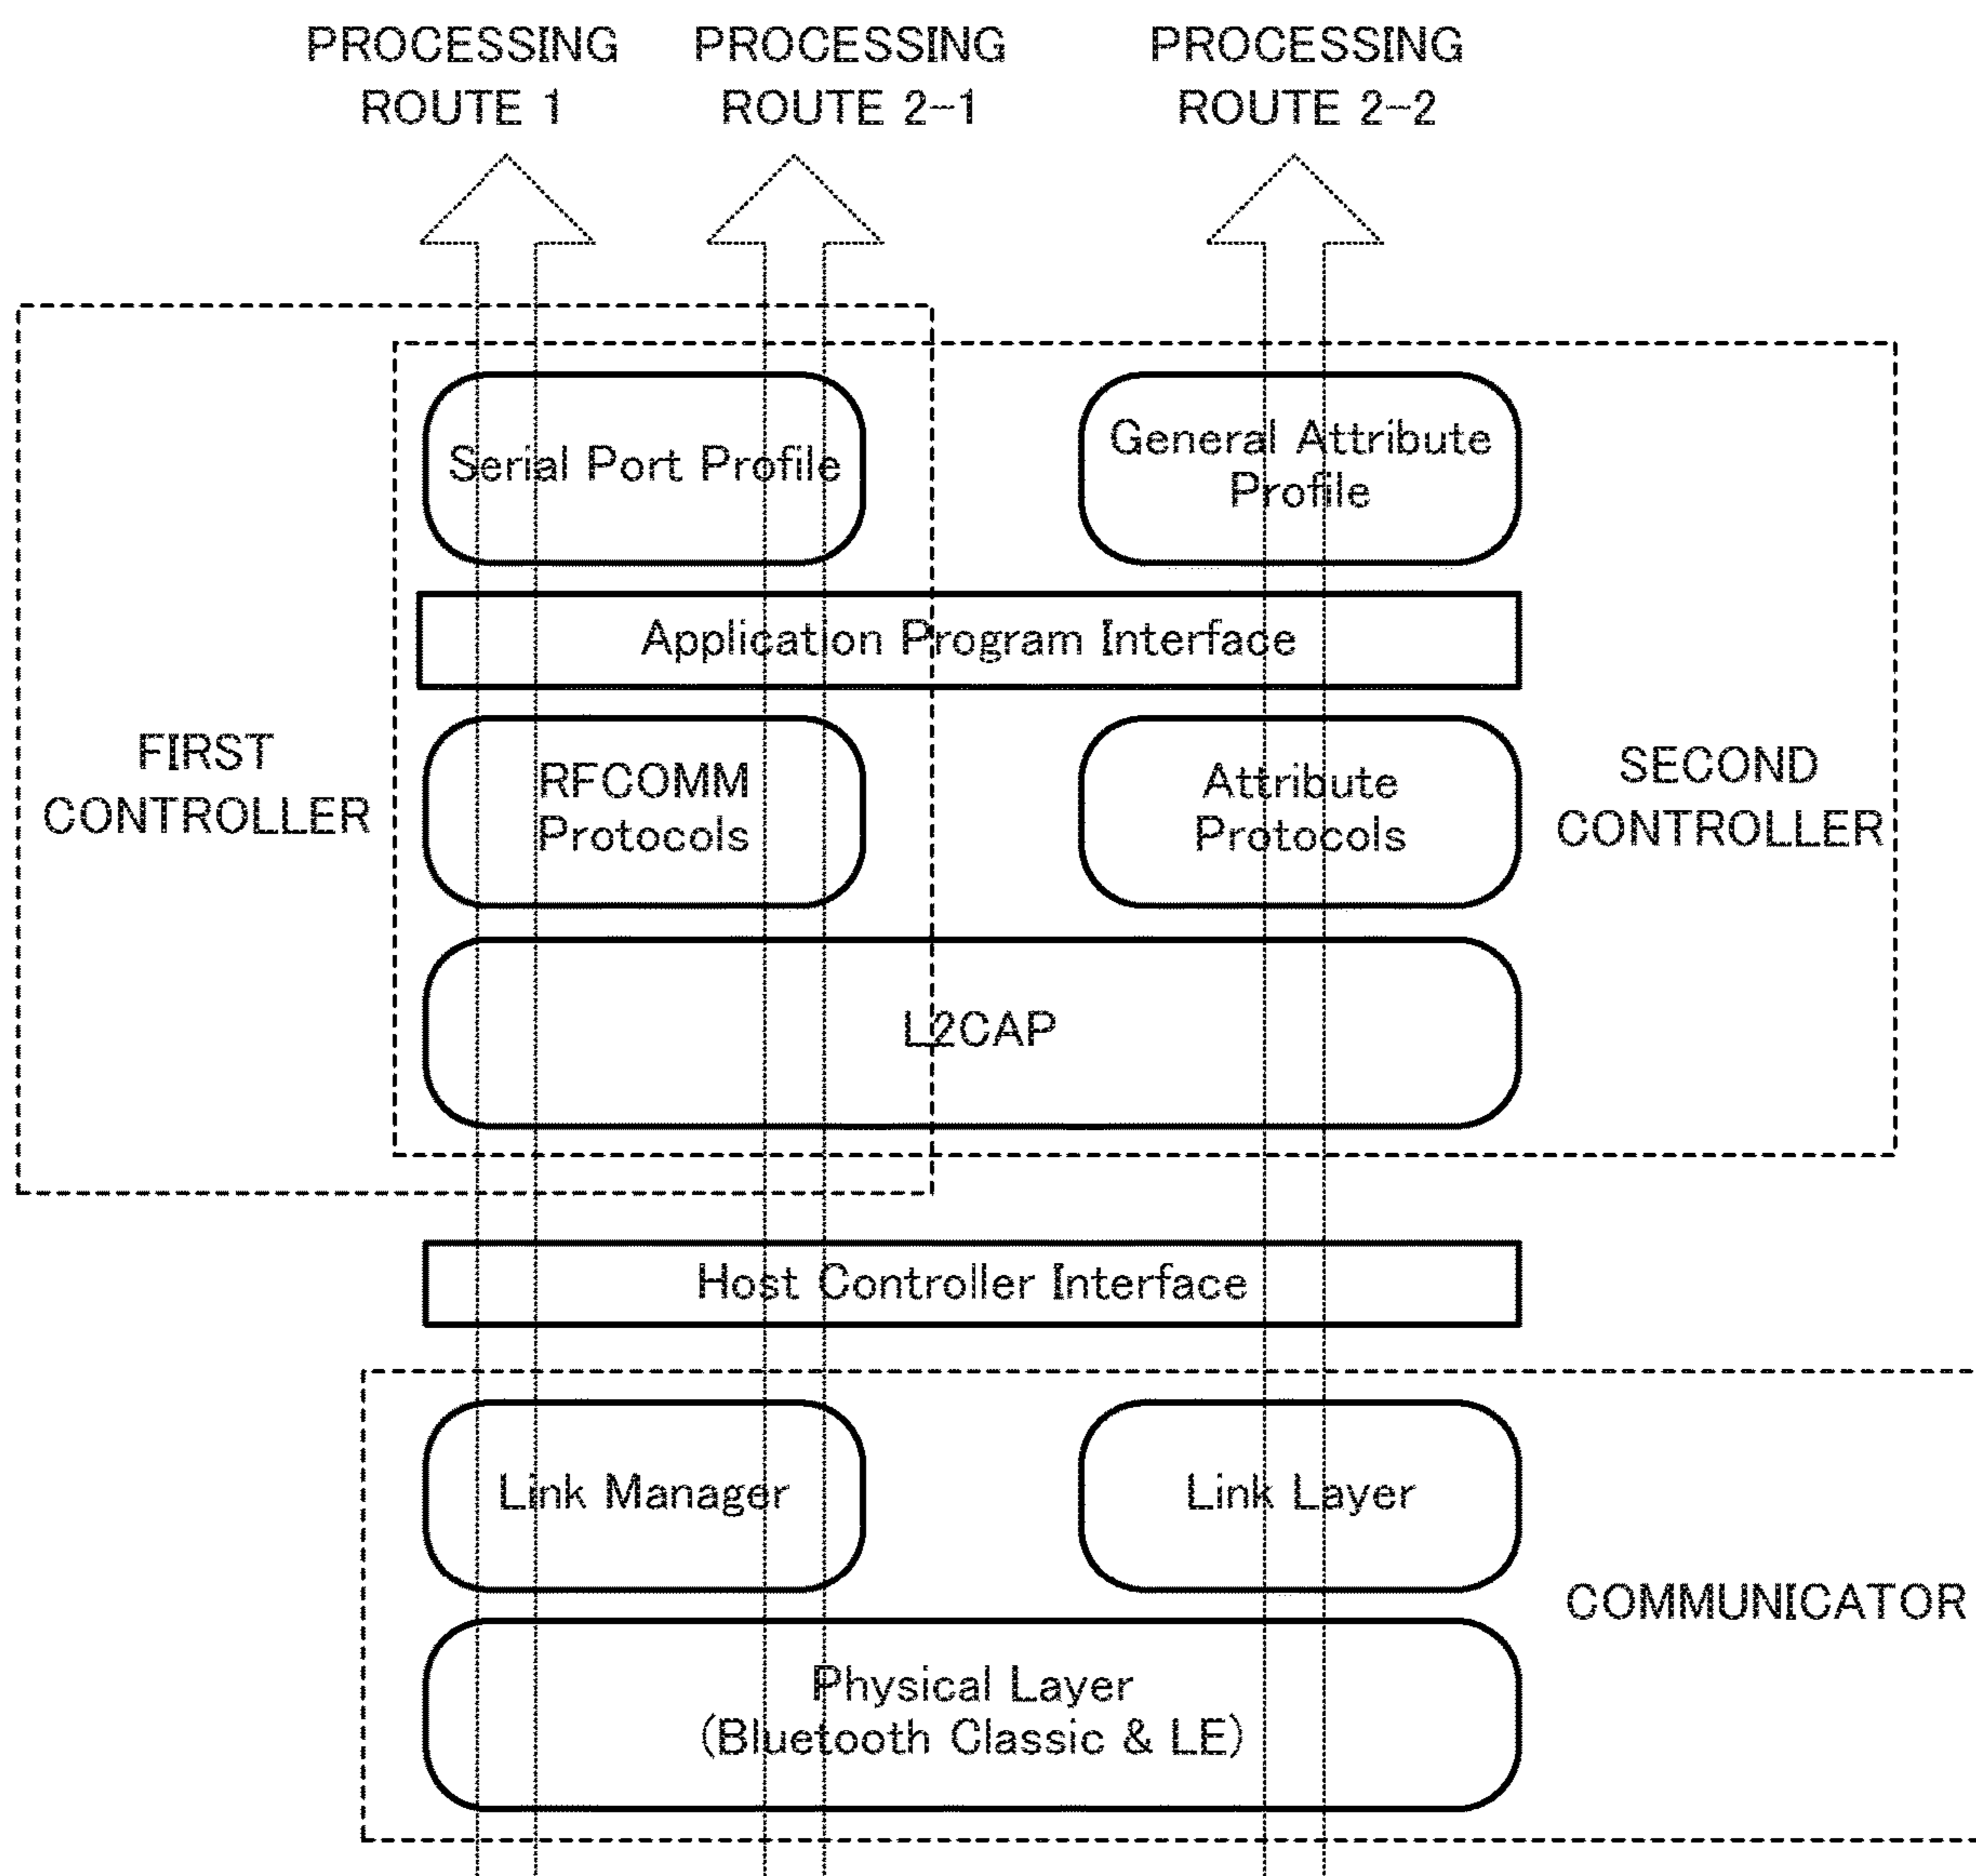 PROCESSING
ROUTE 1
PROCESSING
ROUTE 2-1
PROCESSING
ROUTE 2-2
Serial Port Profile
General Attribute
Profile
Application Program Interface
FIRST
CONTROLLER
RFCOMM
Protocols
Attribute
Protocols
SECOND
CONTROLLER
L2CAP
Host Controller Interface
Link Manager
Link Layer
COMMUNICATOR
Physical Layer
(Bluetooth Classic & LE)